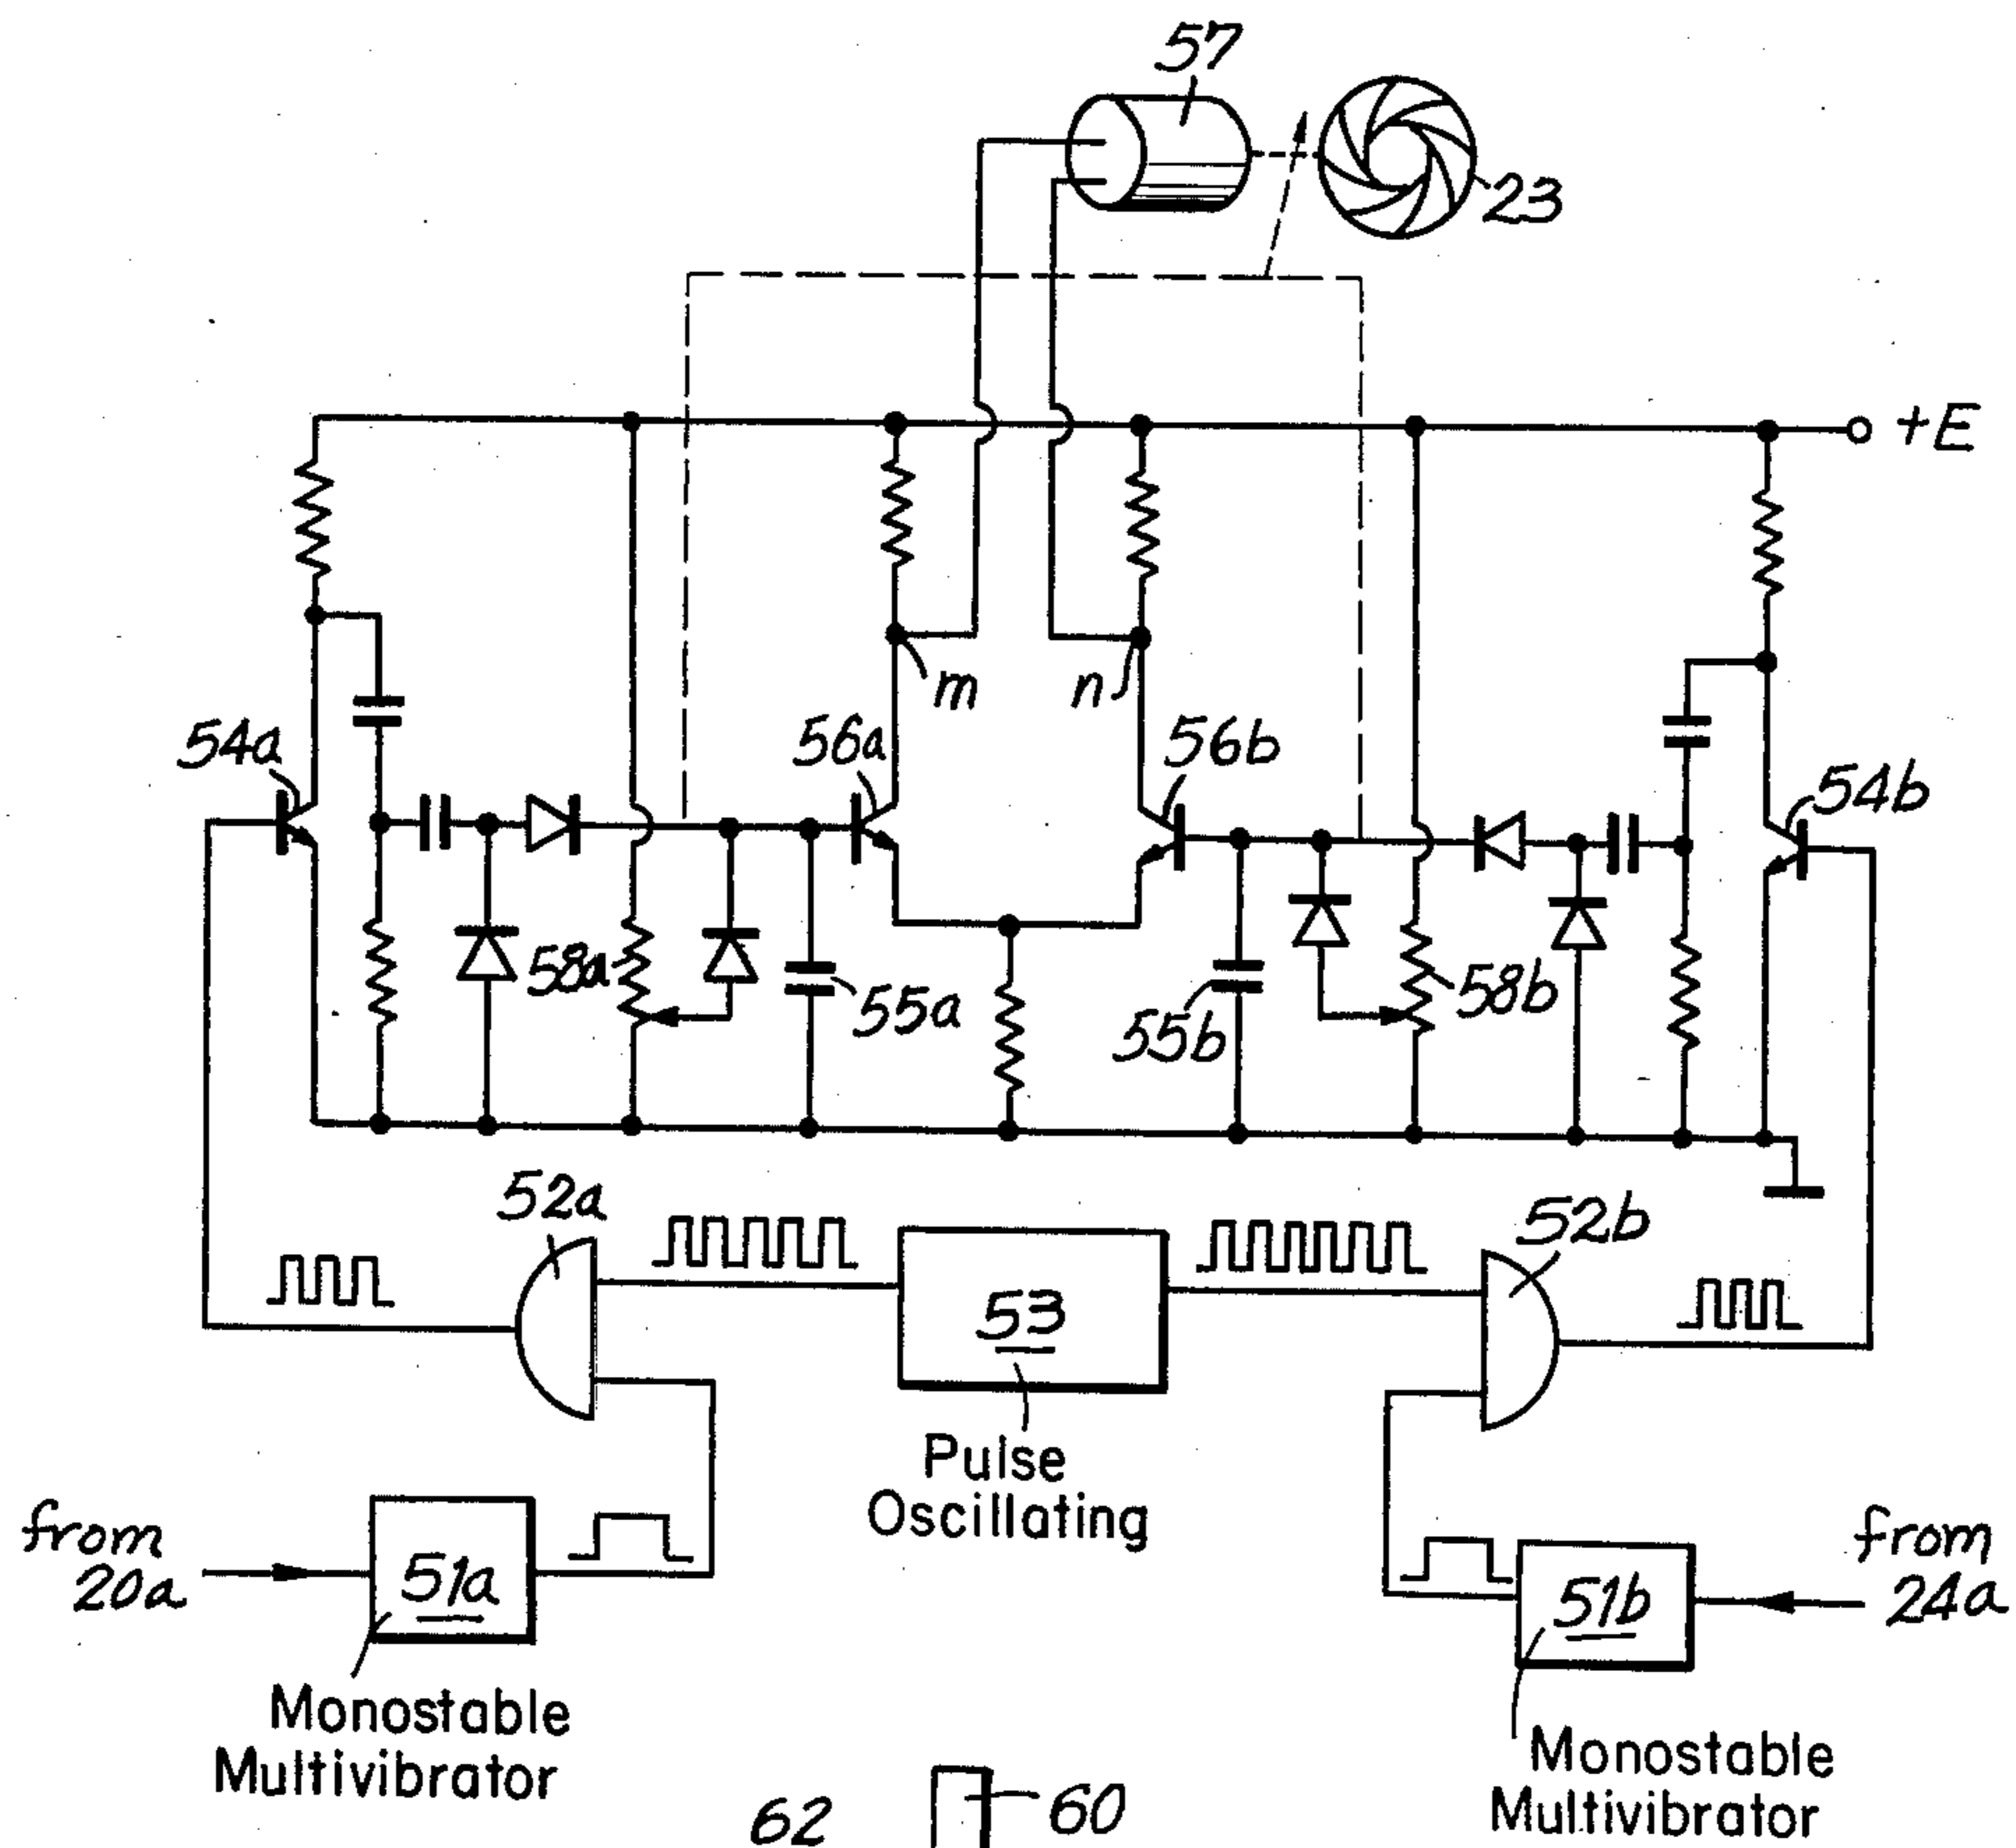 57
23
+E
m
n
54a
56a
56b
54b
58a
55a
55b
58b
52a
52b
53
Pulse
Oscillating
from
20a
51a
51b
from
24a
Monostable
Multivibrator
Monostable
Multivibrator
62
60